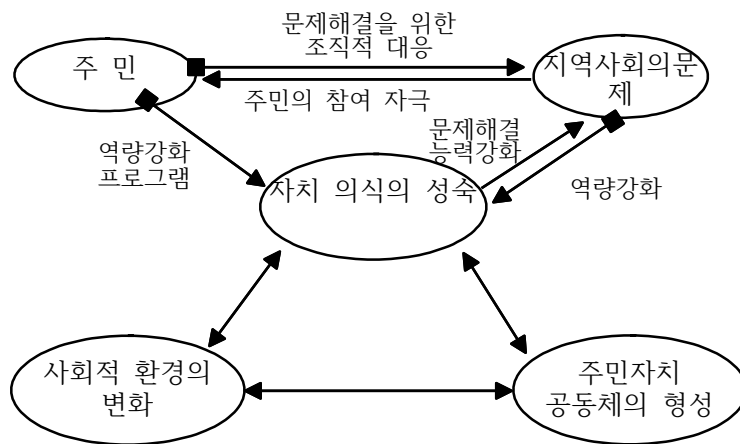 문제해결을 위한
조직적 대응
주 민
지역사회의문
제
주민의 참여 자극
문제해결
능력강화
역량강화
프로그램
자치 의식의 성숙
역량강화
사회적 환경의
변화
주민자치
공동체의 형성